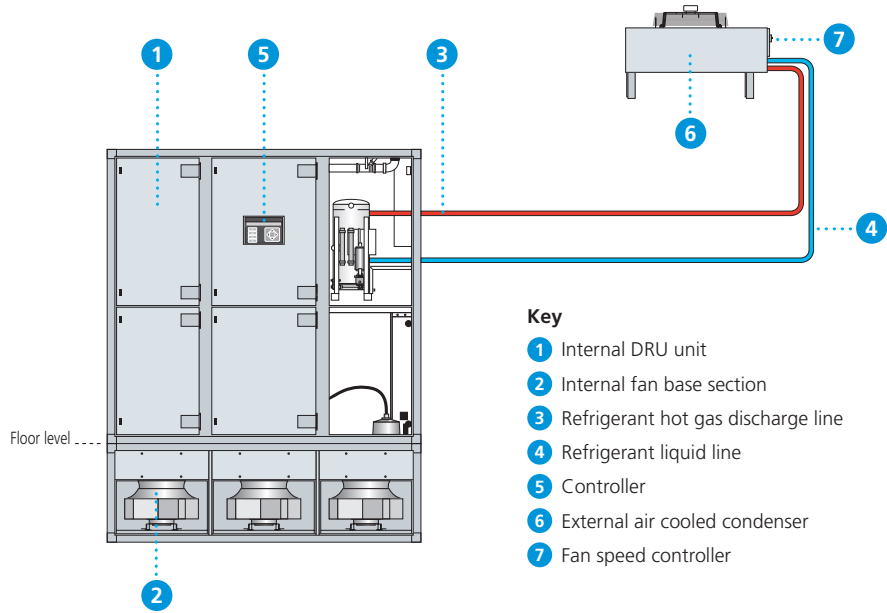 1
5
3
7
6
4
Key
1 Internal DRU unit
2 Internal fan base section
3 Refrigerant hot gas discharge line
4 Refrigerant liquid line
5 Controller
6 External air cooled condenser
7 Fan speed controller
Floor level
2